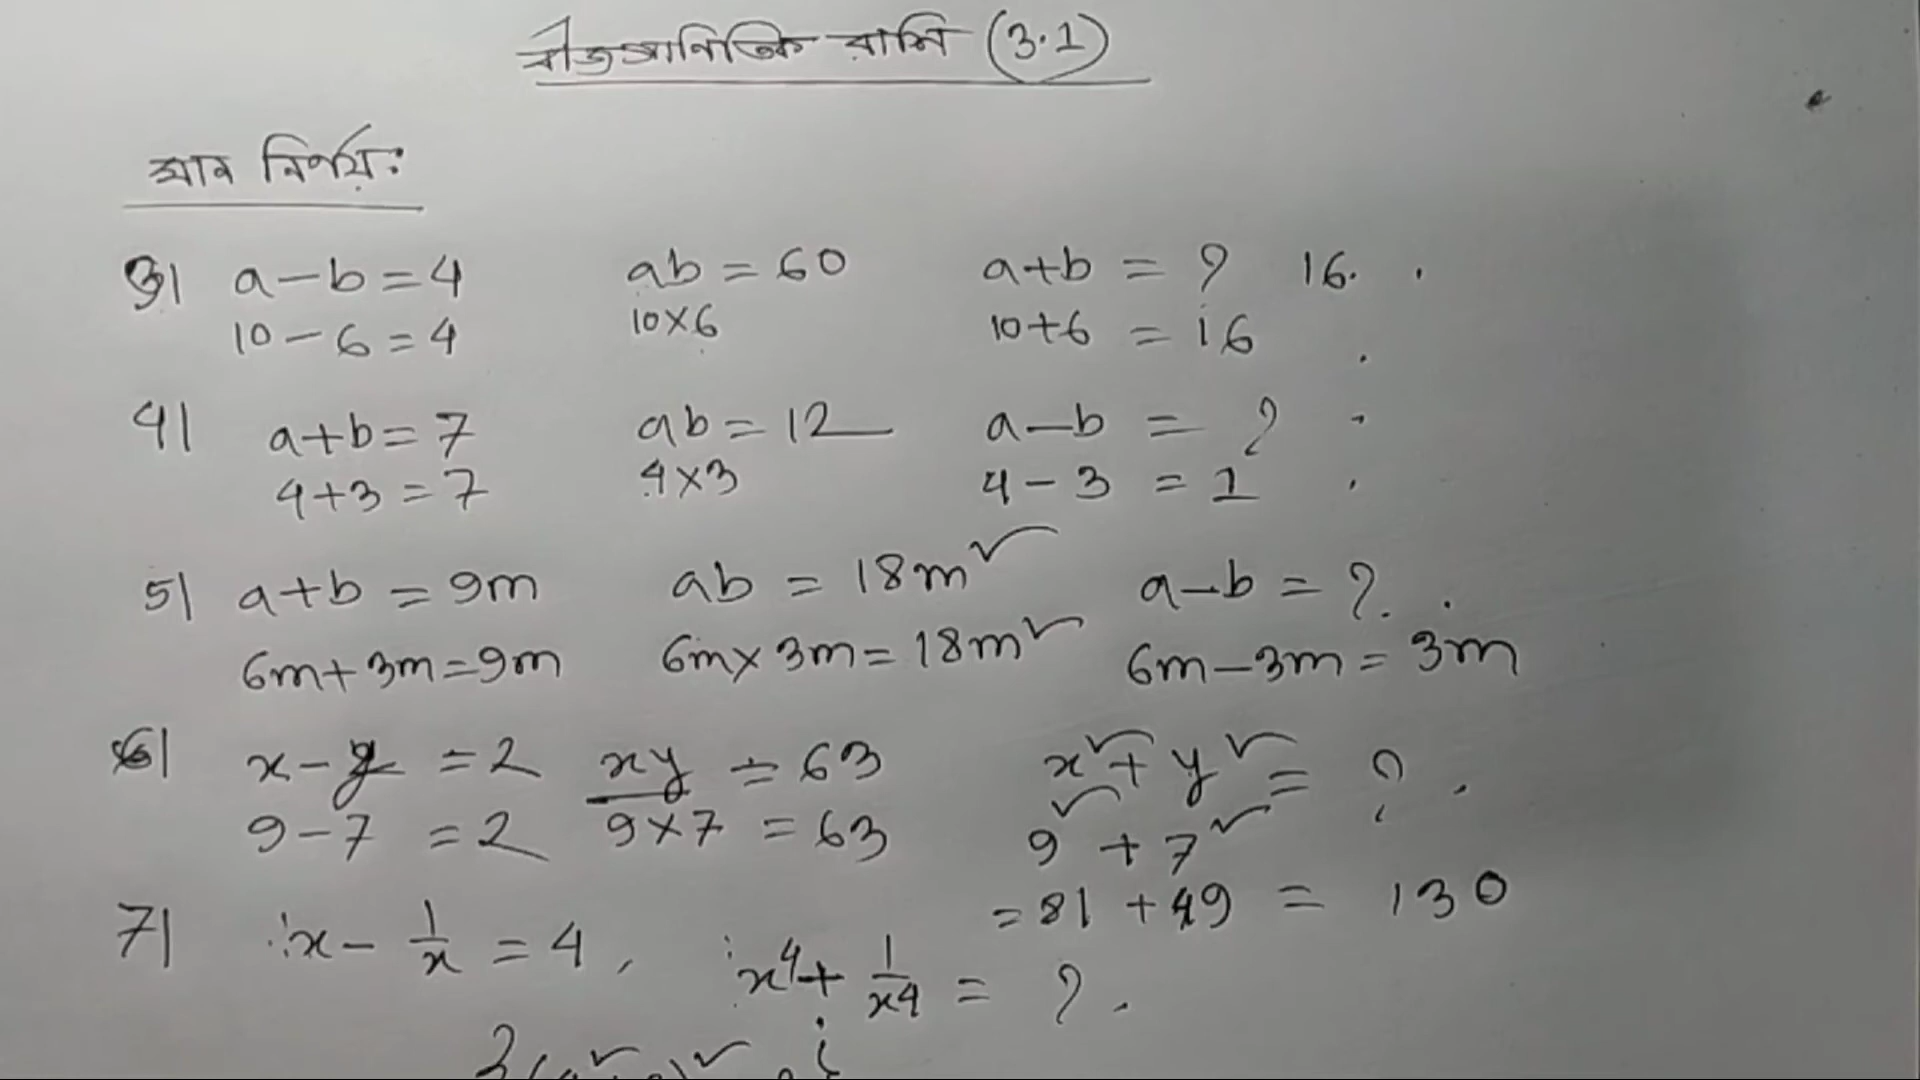 বীজগানিতিক রাশি (3.1)
মান নির্ণয়:
3| a-b=4 ab=60 a+b=? 16.
10-6=4 10×6 10+6=16
4| a+b=7 ab=12 a-b=?
4+3=7 4×3 4-3=1
5| a+b=9m ab=18m² a-b=?.
6m+3m=9m 6m×3m=18m² 6m-3m=3m
6| x-y=2 xy=63 x²+y²=?
9-7=2 9×7=63 9²+7²
=81+49=130
7| x-1/x=4, x⁴+1/x⁴=?.